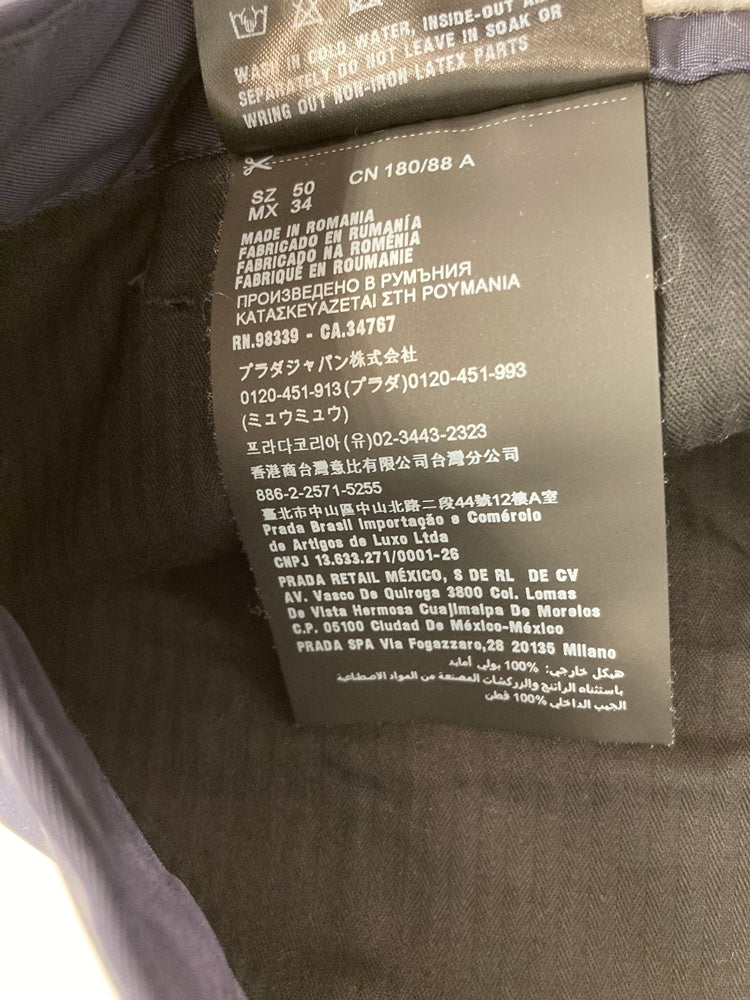 WASH IN COLD WATER, INSIDE-OUT
SEPARATELY DO NOT LEAVE IN SOAK OR
WRING OUT NON-IRON LATEX PARTS
SZ 50 CN 180/88 A
MX 34
MADE IN ROMANIA
FABRICADO EN RUMANÍA
FABRICADO NA ROMÉNIA
FABRIQUÉ EN ROUMANIE
ПРОИЗВЕДЕНО В РУМЪНИЯ
ΚΑΤΑΣΚΕΥΑΖΕΤΑΙ ΣΤΗ ΡΟΥΜΑΝΙΑ
RN.98339 - CA.34767
プラダジャパン株式会社
0120-451-913(プラダ)0120-451-993
(ミュウミュウ)
프라다코리아(유)02-3443-2323
香港商台灣意比有限公司台灣分公司
886-2-2571-5255
臺北市中山區中山北路二段44號12樓A室
Prada Brasil Importação e Comércio
de Artigos de Luxo Ltda
CNPJ 13.633.271/0001-26
PRADA RETAIL MÉXICO, S DE RL DE CV
AV. Vasco De Quiroga 3800 Col. Lomas
De Vista Hermosa Cuajimalpa De Morelos
C.P. 05100 Ciudad De México-México
PRADA SPA Via Fogazzaro,28 20135 Milano
هيكل خارجي: 100% بولي أمايد
باستثناء الراتنج والزركشات المصنعة من المواد الاصطناعية
الجيب الداخلي 100% قطن